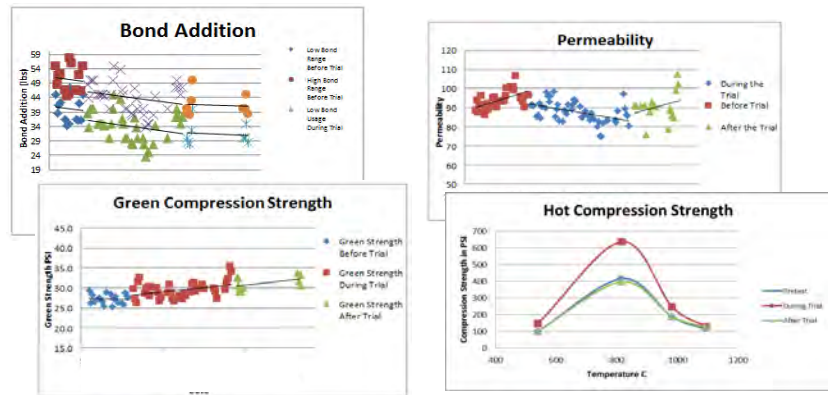 Bond Addition
Bond Addition (lbs)
59
54
49
44
39
34
29
24
19
Low Bond
Range
Before Trial
High Bond
Range
Before Trial
Low Bond
Usage
During Trial
Permeability
Permeability
120
110
100
90
80
70
60
50
During the
Trial
Before Trial
After the Trial
Green Compression Strength
Green Strength PSI
45.0
40.0
35.0
30.0
25.0
20.0
15.0
Green Strength
Before Trial
Green Strength
During Trial
Green Strength
After Trial
Hot Compression Strength
Compression Strength in PSI
700
600
500
400
300
200
100
0
400
600
800
1000
1200
Temperature C
Pretest
During Trial
After Trial